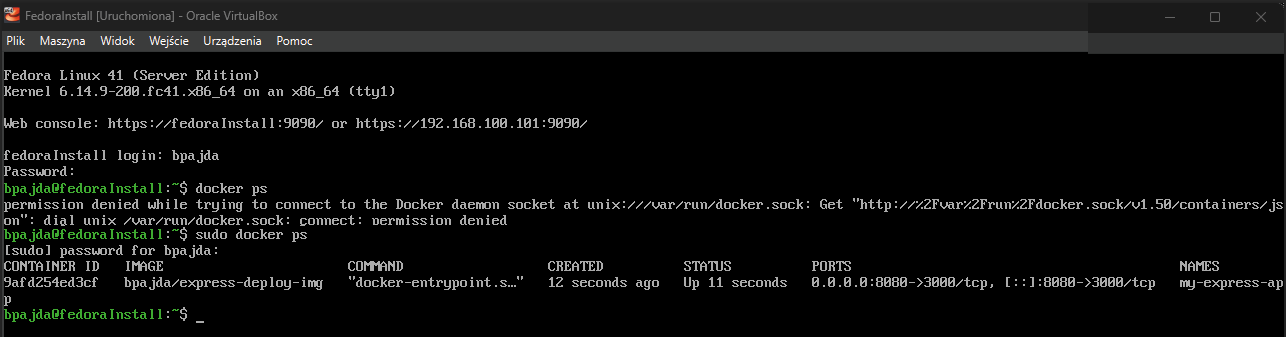 FedoraInstall [Uruchomiona] - Oracle VirtualBox
Plik Maszyna Widok Wejście Urządzenia Pomoc
Fedora Linux 41 (Server Edition)
Kernel 6.14.9-200.fc41.x86_64 on an x86_64 (tty1)
Web console: https://fedoraInstall:9090/ or https://192.168.100.101:9090/
fedoraInstall login: bpajda
Password:
bpajda@fedoraInstall:~$ docker ps
permission denied while trying to connect to the Docker daemon socket at unix:///var/run/docker.sock: Get "http://%2Fvar%2Frun%2Fdocker.sock/v1.50/containers/js
on": dial unix /var/run/docker.sock: connect: permission denied
bpajda@fedoraInstall:~$ sudo docker ps
[sudo] password for bpajda:
CONTAINER ID IMAGE COMMAND CREATED STATUS PORTS NAMES
9afd254ed3cf bpajda/express-deploy-img "docker-entrypoint.s…" 12 seconds ago Up 11 seconds 0.0.0.0:8080->3000/tcp, [::]:8080->3000/tcp my-express-ap
p
bpajda@fedoraInstall:~$ _